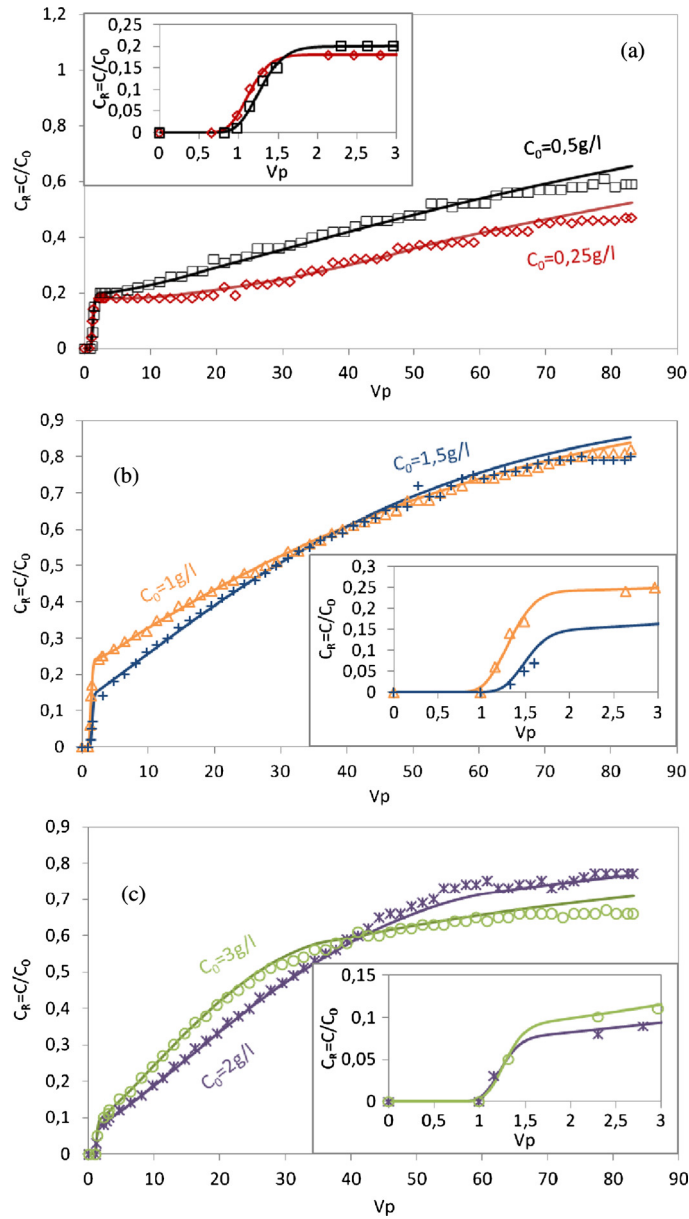 1,2
1
0,8
0,6
0,4
0,2
0
C_R=C/C_0
0 10 20 30 40 50 60 70 80 90
Vp
(a)
C_0=0,5g/l
C_0=0,25g/l
0,25
0,2
0,15
0,1
0,05
0
C_R=C/C_0
0 0,5 1 1,5 2 2,5 3
Vp
0,9
0,8
0,7
0,6
0,5
0,4
0,3
0,2
0,1
0
C_R=C/C_0
0 10 20 30 40 50 60 70 80 90
Vp
(b)
C_0=1,5g/l
C_0=1g/l
0,3
0,25
0,2
0,15
0,1
0,05
0
C_R=C/C_0
0 0,5 1 1,5 2 2,5 3
Vp
0,9
0,8
0,7
0,6
0,5
0,4
0,3
0,2
0,1
0
C_R=C/C_0
0 10 20 30 40 50 60 70 80 90
Vp
(c)
C_0=3g/l
C_0=2g/l
0,15
0,1
0,05
0,000
C_R=C/C_0
0 0,5 1 1,5 2 2,5 3
Vp